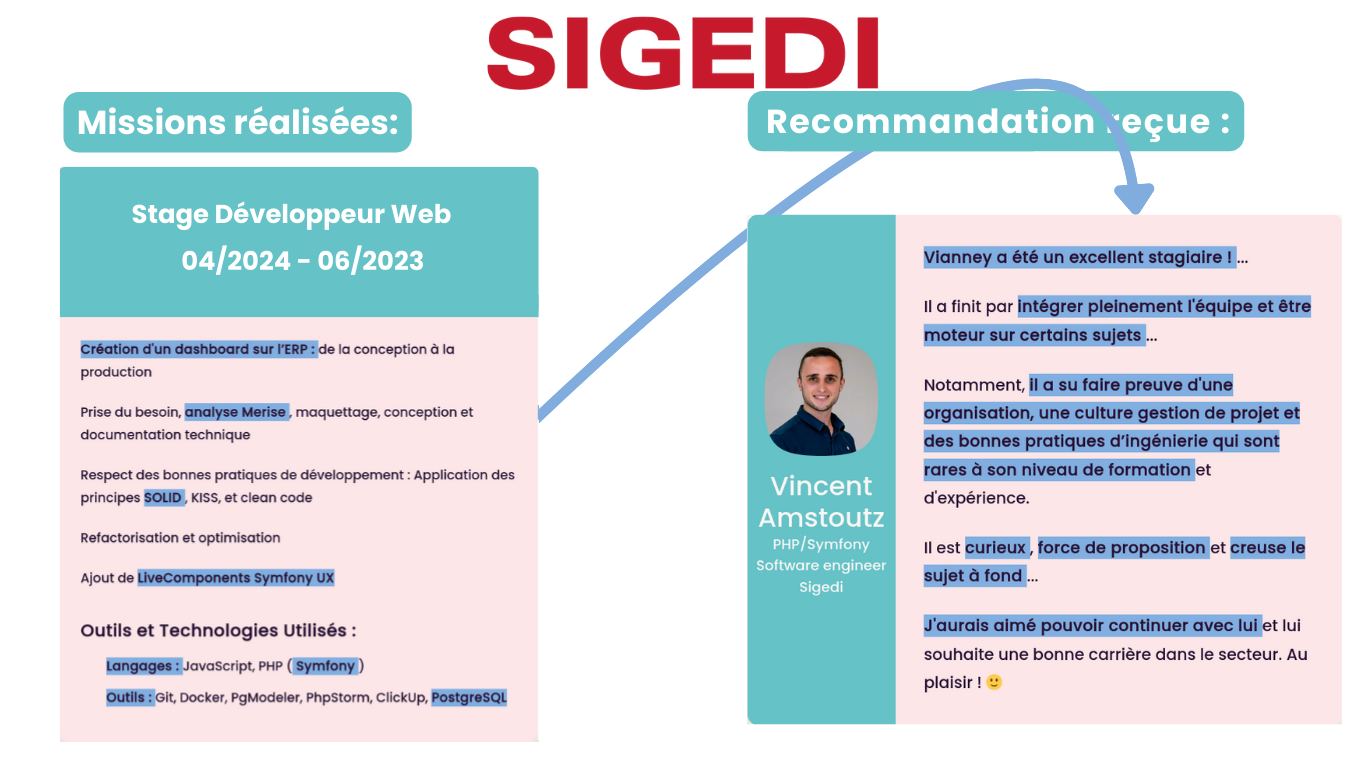 SIGEDI
Missions réalisées:
Stage Développeur Web
04/2024 - 06/2023
Création d'un dashboard sur l’ERP : de la conception à la
production
Prise du besoin, analyse Merise , maquettage, conception et
documentation technique
Respect des bonnes pratiques de développement : Application des
principes SOLID , KISS, et clean code
Refactorisation et optimisation
Ajout de LiveComponents Symfony UX
Outils et Technologies Utilisés :
Langages : JavaScript, PHP ( Symfony )
Outils : Git, Docker, PgModeler, PhpStorm, ClickUp, PostgreSQL
Recommandation reçue :
Vincent
Amstoutz
PHP/Symfony
Software engineer
Sigedi
Vianney a été un excellent stagiaire ! ...
Il a finit par intégrer pleinement l'équipe et être
moteur sur certains sujets ...
Notamment, il a su faire preuve d'une
organisation, une culture gestion de projet et
des bonnes pratiques d’ingénierie qui sont
rares à son niveau de formation et
d'expérience.
Il est curieux , force de proposition et creuse le
sujet à fond ...
J'aurais aimé pouvoir continuer avec lui et lui
souhaite une bonne carrière dans le secteur. Au
plaisir ! 🙂